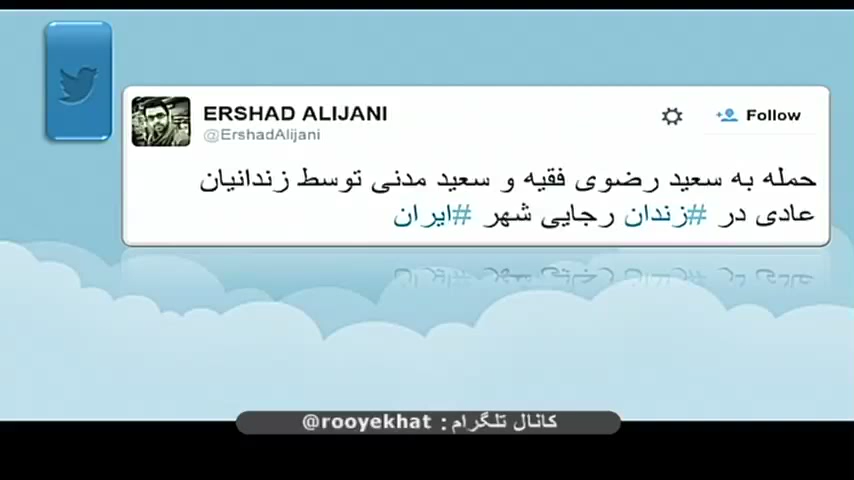 ERSHAD ALIJANI
@ErshadAlijani
Follow
حمله به سعید رضوی فقیه و سعید مدنی توسط زندانیان
عادی در #زندان رجایی شهر #ایران
کانال تلگرام : @rooyekhat